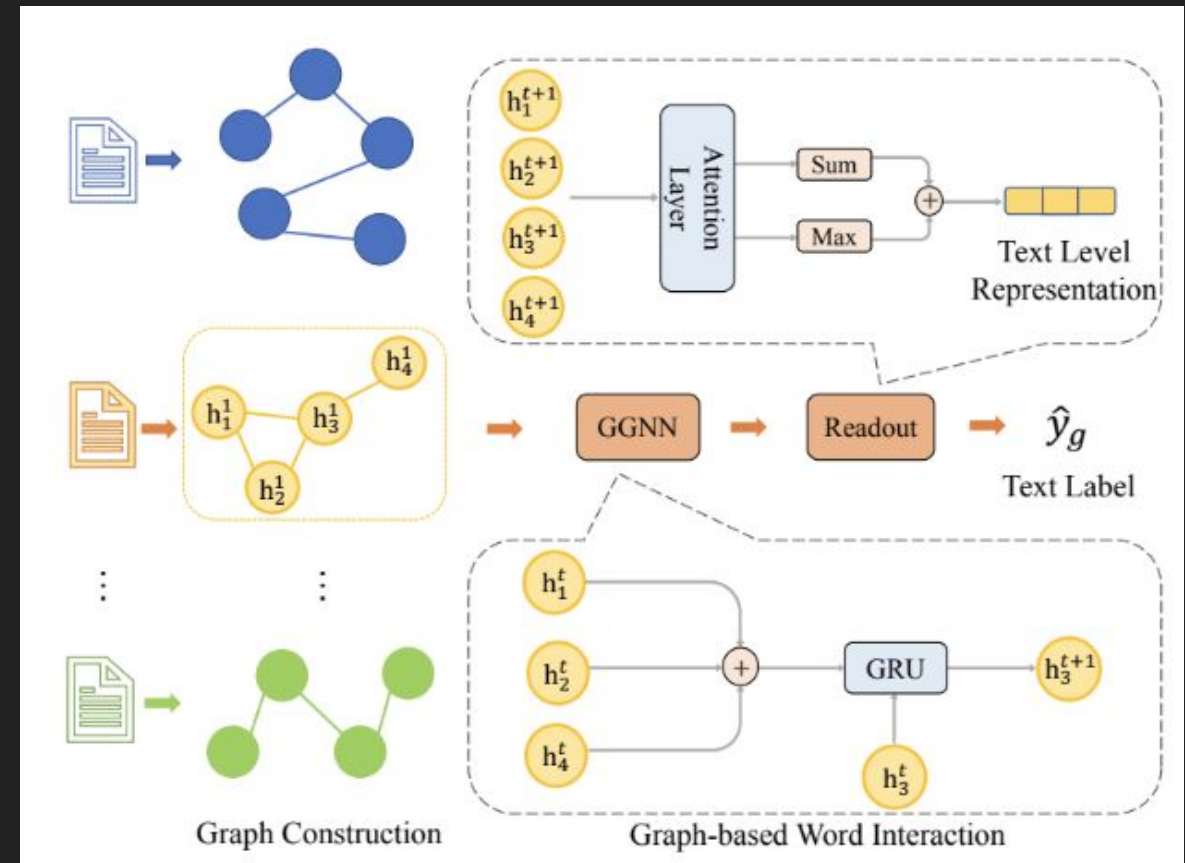 h₁ᵗ⁺¹
h₂ᵗ⁺¹
h₃ᵗ⁺¹
h₄ᵗ⁺¹
Attention
Layer
Sum
Max
+
Text Level
Representation
h₁¹
h₂¹
h₃¹
h₄¹
GGNN
Readout
ŷg
Text Label
⋮
⋮
h₁ᵗ
h₂ᵗ
h₄ᵗ
+
GRU
h₃ᵗ⁺¹
h₃ᵗ
Graph Construction
Graph-based Word Interaction